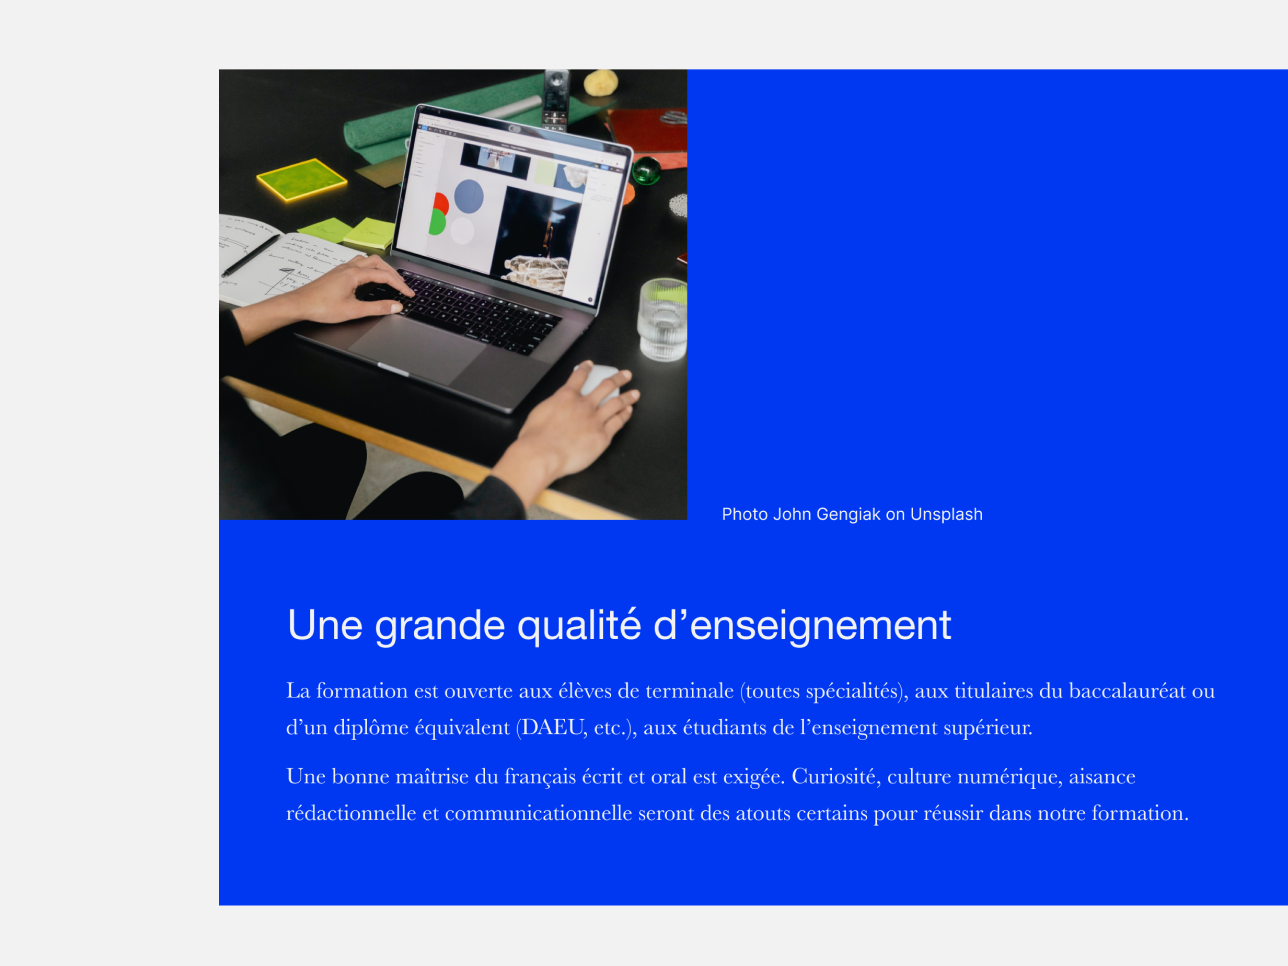 Photo John Gengiak on Unsplash
Une grande qualité d’enseignement
La formation est ouverte aux élèves de terminale (toutes spécialités), aux titulaires du baccalauréat ou
d’un diplôme équivalent (DAEU, etc.), aux étudiants de l’enseignement supérieur.
Une bonne maîtrise du français écrit et oral est exigée. Curiosité, culture numérique, aisance
rédactionnelle et communicationnelle seront des atouts certains pour réussir dans notre formation.